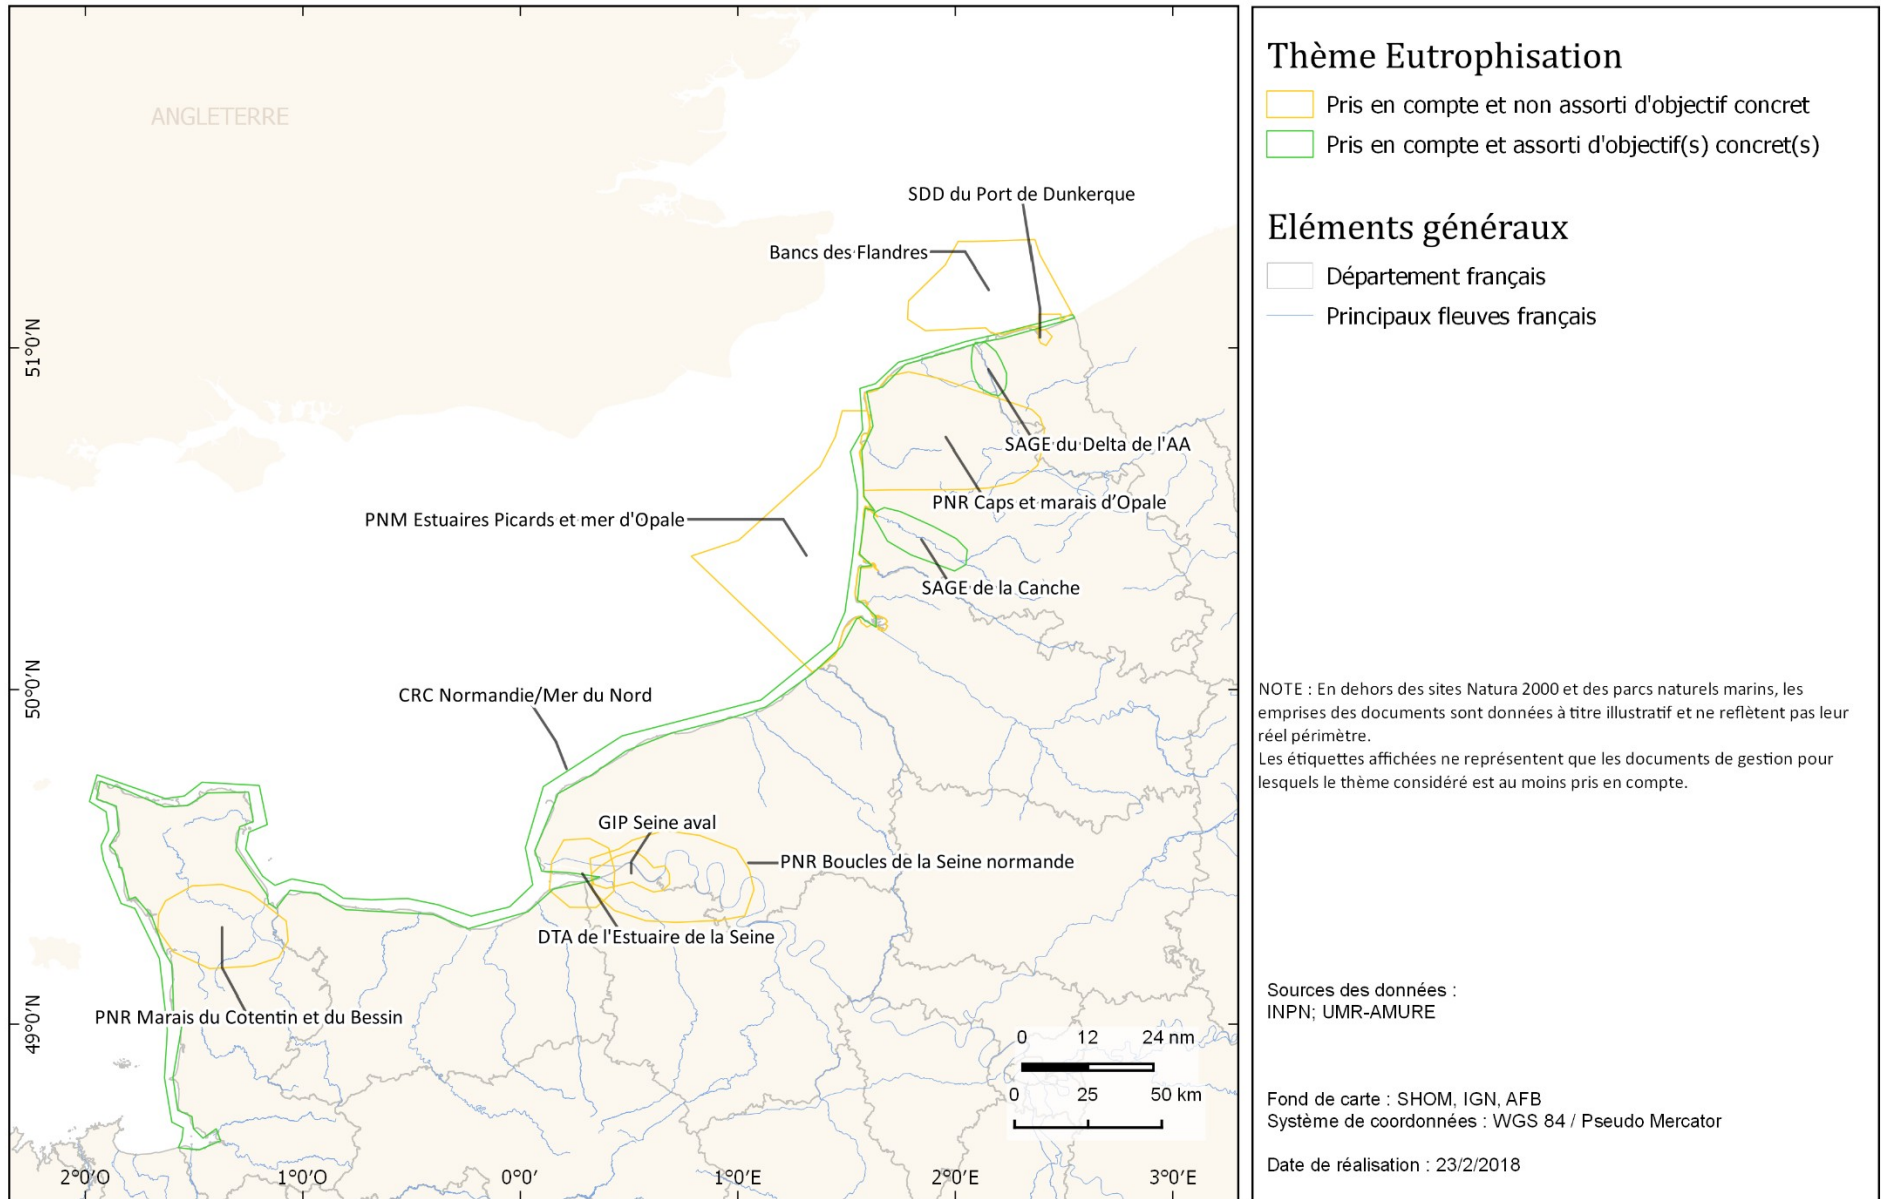 ANGLETERRE
SDD du Port de Dunkerque
Bancs des Flandres
SAGE du Delta de l'AA
PNR Caps et marais d’Opale
PNM Estuaires Picards et mer d'Opale
SAGE de la Canche
CRC Normandie/Mer du Nord
GIP Seine aval
PNR Boucles de la Seine normande
DTA de l'Estuaire de la Seine
PNR Marais du Cotentin et du Bessin
51°0'N
50°0'N
49°0'N
0 12 24 nm
0 25 50 km
2°0'O 1°0'O 0°0' 1°0'E 2°0'E 3°0'E
Thème Eutrophisation
Pris en compte et non assorti d'objectif concret
Pris en compte et assorti d'objectif(s) concret(s)
Eléments généraux
Département français
Principaux fleuves français
NOTE : En dehors des sites Natura 2000 et des parcs naturels marins, les
emprises des documents sont données à titre illustratif et ne reflètent pas leur
réel périmètre.
Les étiquettes affichées ne représentent que les documents de gestion pour
lesquels le thème considéré est au moins pris en compte.
Sources des données :
INPN; UMR-AMURE
Fond de carte : SHOM, IGN, AFB
Système de coordonnées : WGS 84 / Pseudo Mercator
Date de réalisation : 23/2/2018